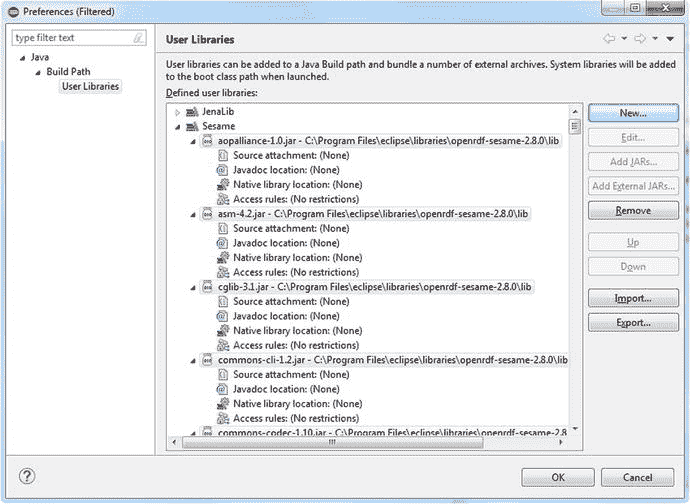 Preferences (Filtered)
type filter text
Java
Build Path
User Libraries
User Libraries
User libraries can be added to a Java Build path and bundle a number of external archives. System libraries will be added
to the boot class path when launched.
Defined user libraries:
JenaLib
Sesame
aopalliance-1.0.jar - C:\Program Files\eclipse\libraries\openrdf-sesame-2.8.0\lib
Source attachment: (None)
Javadoc location: (None)
Native library location: (None)
Access rules: (No restrictions)
asm-4.2.jar - C:\Program Files\eclipse\libraries\openrdf-sesame-2.8.0\lib
Source attachment: (None)
Javadoc location: (None)
Native library location: (None)
Access rules: (No restrictions)
cglib-3.1.jar - C:\Program Files\eclipse\libraries\openrdf-sesame-2.8.0\lib
Source attachment: (None)
Javadoc location: (None)
Native library location: (None)
Access rules: (No restrictions)
commons-cli-1.2.jar - C:\Program Files\eclipse\libraries\openrdf-sesame-2.8.0\lib
Source attachment: (None)
Javadoc location: (None)
Native library location: (None)
Access rules: (No restrictions)
commons-codec-1.10.jar - C:\Program Files\eclipse\libraries\openrdf-sesame-2.8
New...
Edit...
Add JARs...
Add External JARs...
Remove
Up
Down
Import...
Export...
OK
Cancel